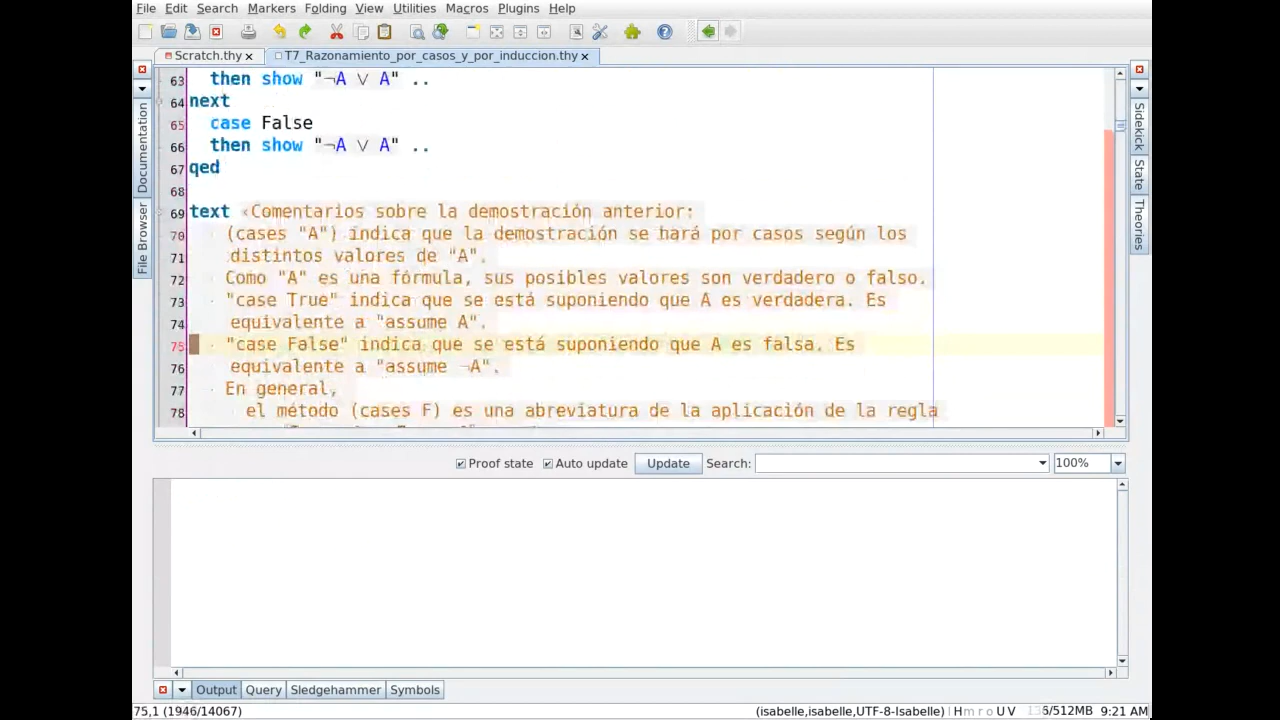 File Edit Search Markers Folding View Utilities Macros Plugins Help
Scratch.thy T7_Razonamiento_por_casos_y_por_induccion.thy
63 then show "¬A ∨ A" ..
64 next
65 case False
66 then show "¬A ∨ A" ..
67 qed
68
69 text ‹Comentarios sobre la demostración anterior:
70 · (cases "A") indica que la demostración se hará por casos según los
71 distintos valores de "A".
72 · Como "A" es una fórmula, sus posibles valores son verdadero o falso.
73 · "case True" indica que se está suponiendo que A es verdadera. Es
74 equivalente a "assume A".
75 · "case False" indica que se está suponiendo que A es falsa. Es
76 equivalente a "assume ¬A".
77 · En general,
78 · el método (cases F) es una abreviatura de la aplicación de la regla
Documentation
File Browser
Sidekick
State
Theories
Proof state Auto update Update Search: 100%
Output Query Sledgehammer Symbols
75,1 (1946/14067) (isabelle,isabelle,UTF-8-Isabelle) H m r o U V 6/512MB 9:21 AM